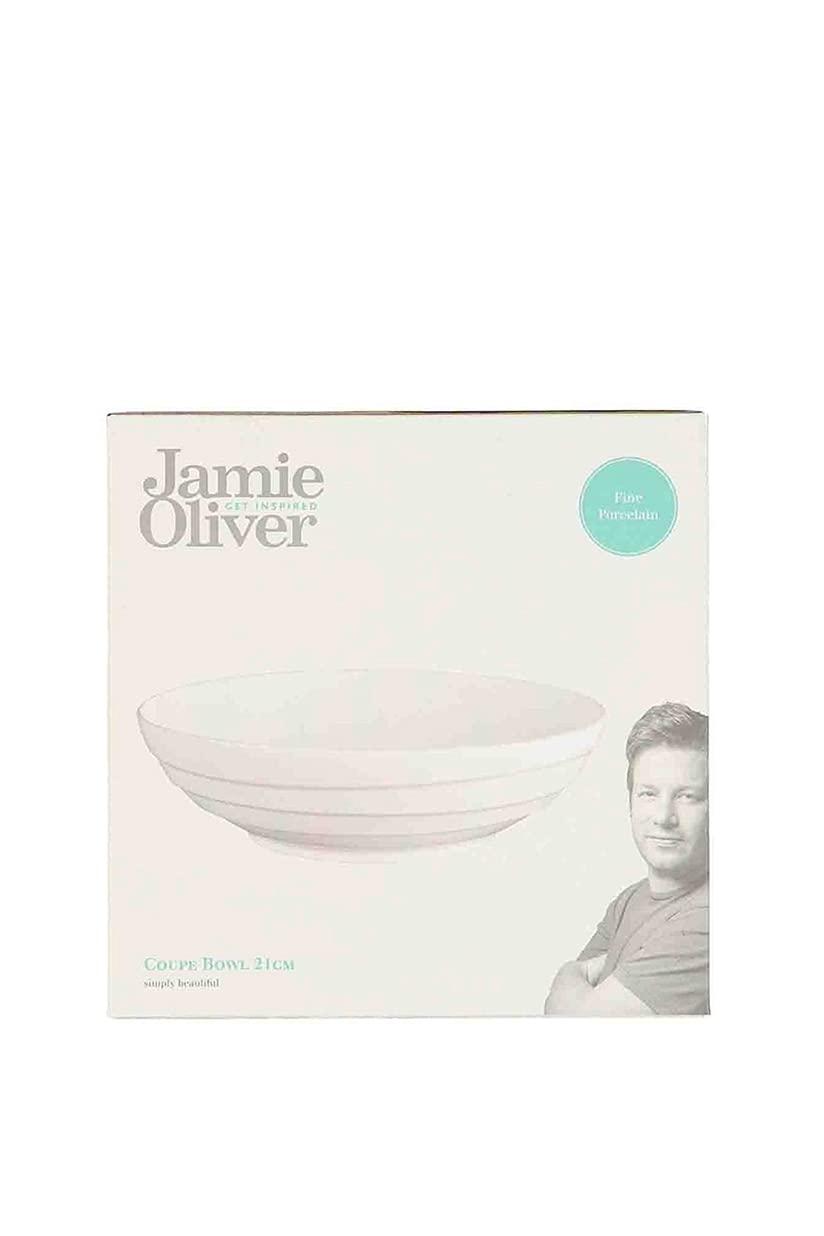 Jamie
GET INSPIRED
Oliver
Fine
Porcelain
COUPE BOWL 21CM
simply beautiful